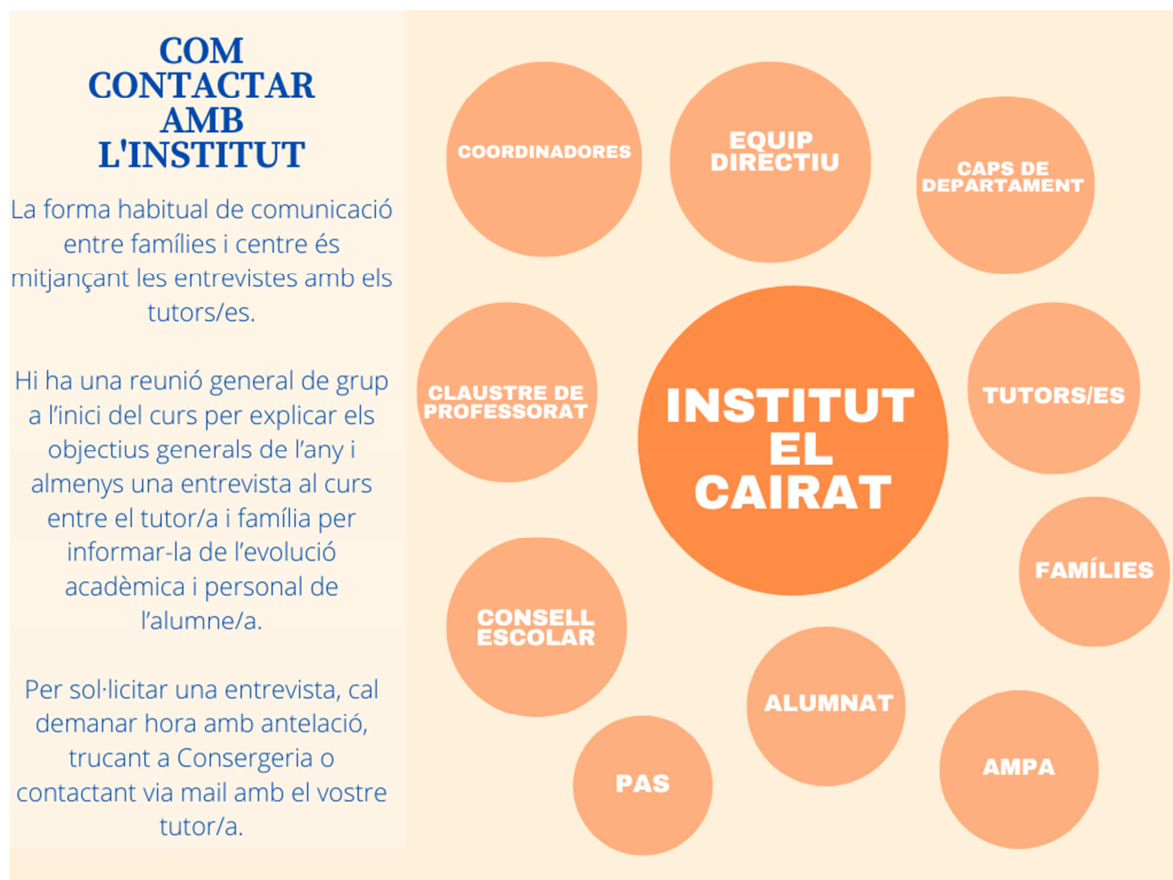 COM
CONTACTAR
AMB
L'INSTITUT
La forma habitual de comunicació
entre famílies i centre és
mitjançant les entrevistes amb els
tutors/es.
Hi ha una reunió general de grup
a l’inici del curs per explicar els
objectius generals de l’any i
almenys una entrevista al curs
entre el tutor/a i família per
informar-la de l’evolució
acadèmica i personal de
l’alumne/a.
Per sol·licitar una entrevista, cal
demanar hora amb antelació,
trucant a Consergeria o
contactant via mail amb el vostre
tutor/a.
COORDINADORES
EQUIP
DIRECTIU
CAPS DE
DEPARTAMENT
CLAUSTRE DE
PROFESSORAT
INSTITUT
EL
CAIRAT
TUTORS/ES
FAMÍLIES
CONSELL
ESCOLAR
ALUMNAT
PAS
AMPA